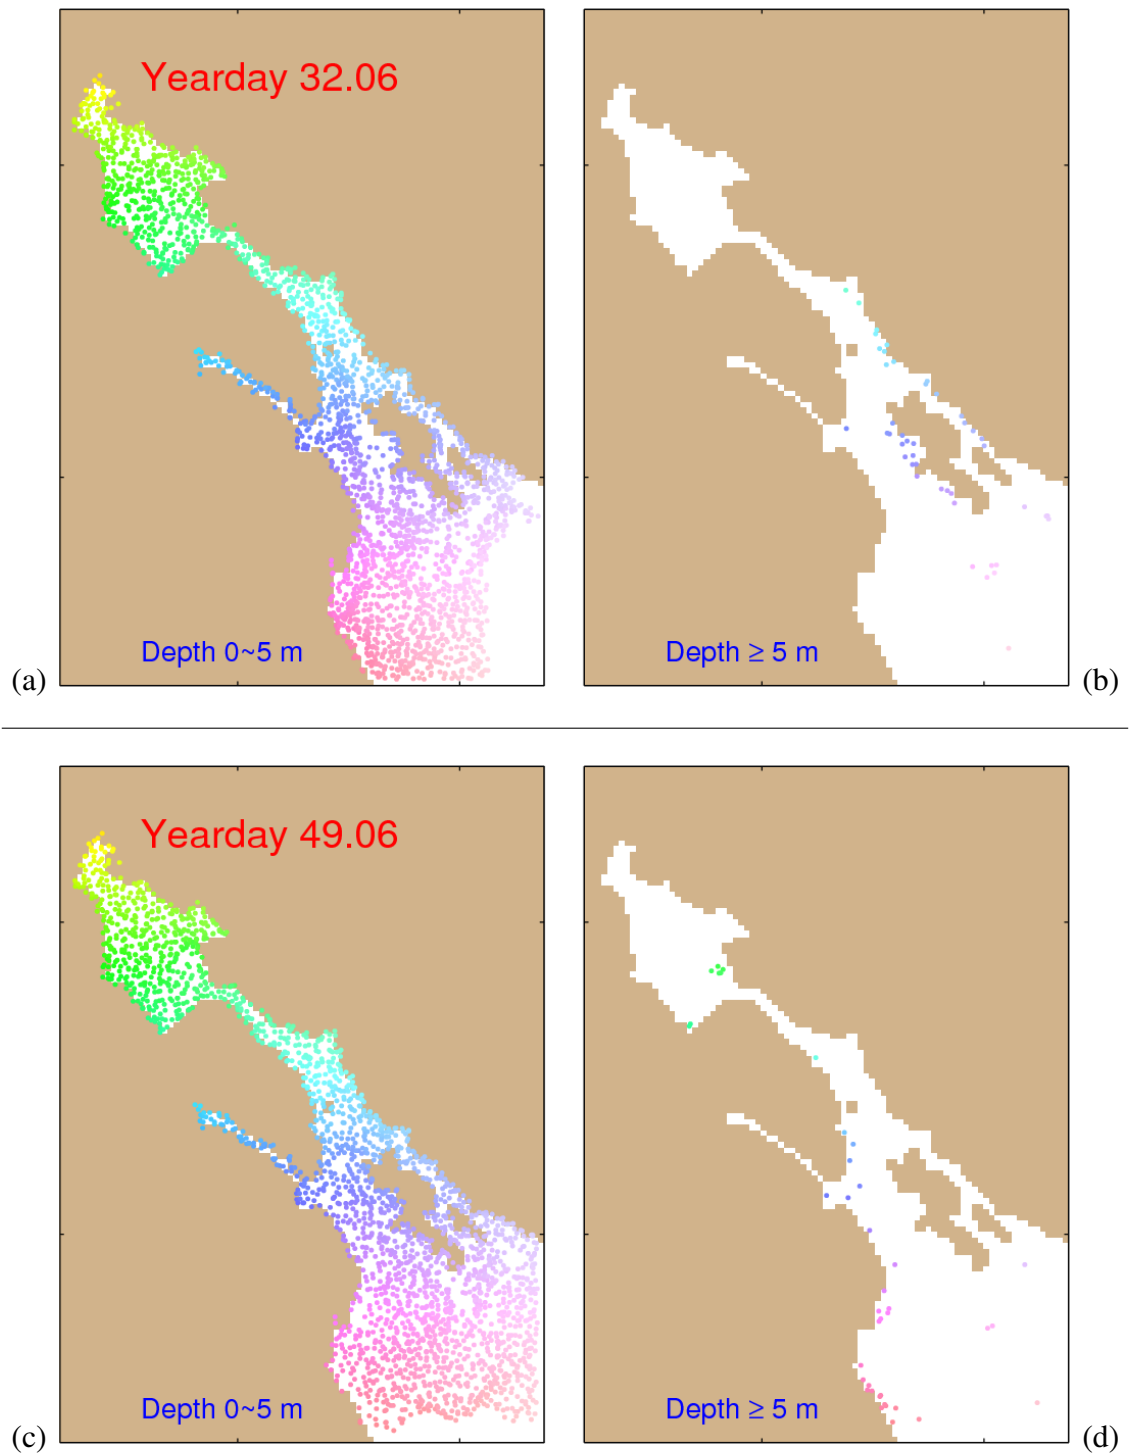 Yearday 32.06
Depth 0~5 m
Depth ≥ 5 m
(a)
(b)
Yearday 49.06
Depth 0~5 m
Depth ≥ 5 m
(c)
(d)